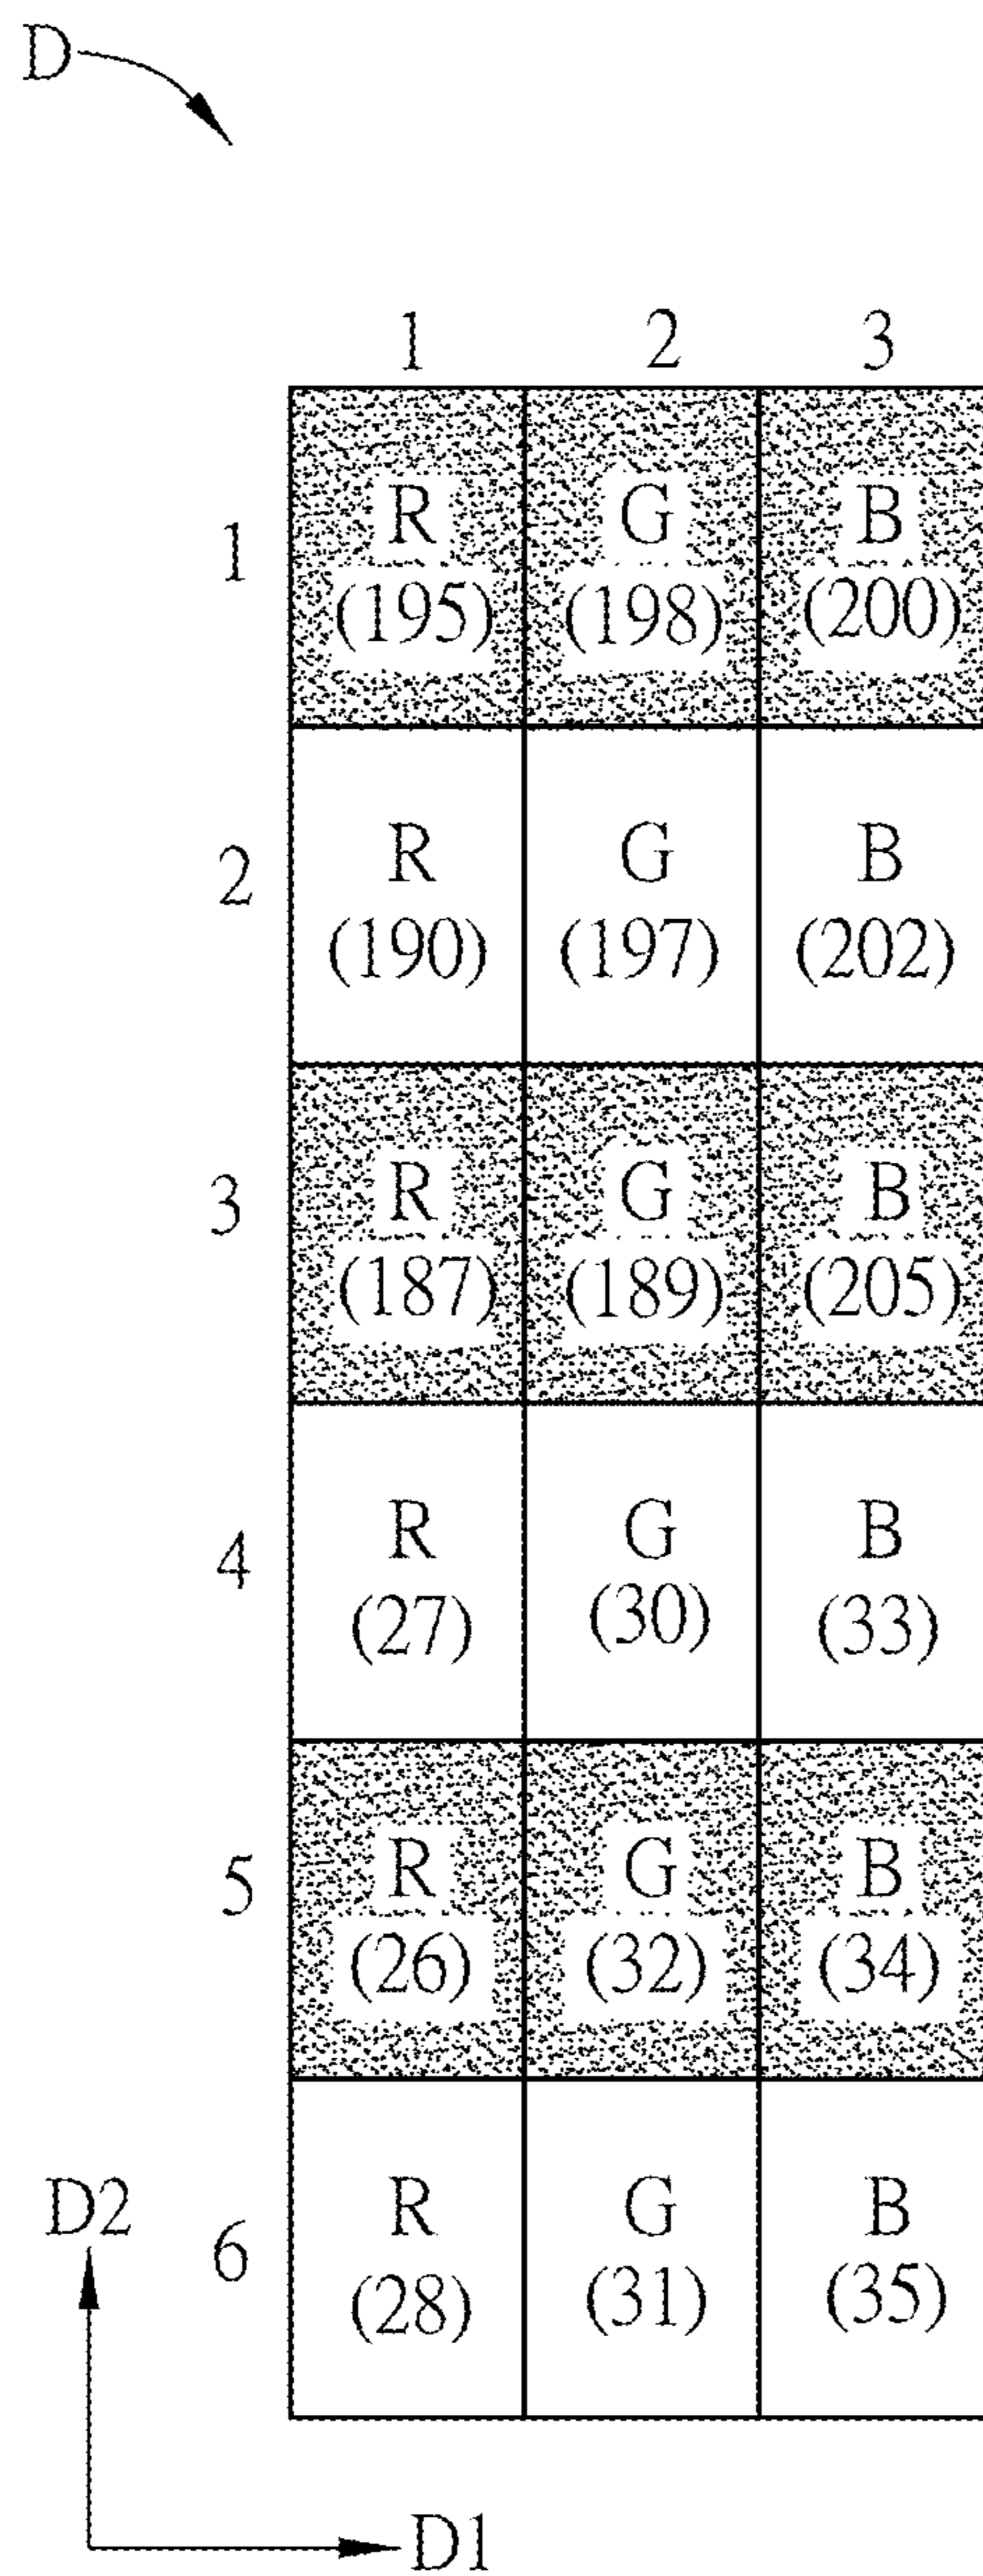 D
1 2 3
1 R G B
(195) (198) (200)
2 R G B
(190) (197) (202)
3 R G B
(187) (189) (205)
4 R G B
(27) (30) (33)
5 R G B
(26) (32) (34)
6 R G B
(28) (31) (35)
D2
D1